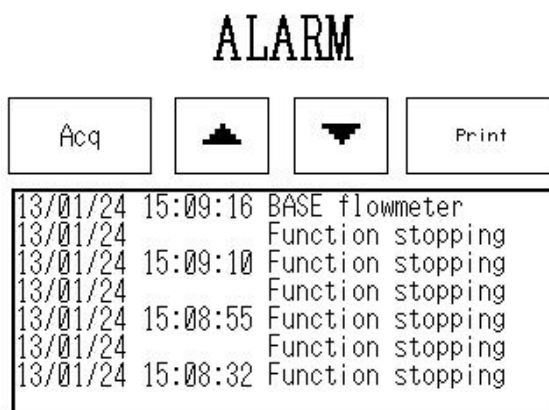 ALARM
Acq
Print
13/01/24 15:09:16 BASE flowmeter
13/01/24 Function stopping
13/01/24 15:09:10 Function stopping
13/01/24 Function stopping
13/01/24 15:08:55 Function stopping
13/01/24 Function stopping
13/01/24 15:08:32 Function stopping